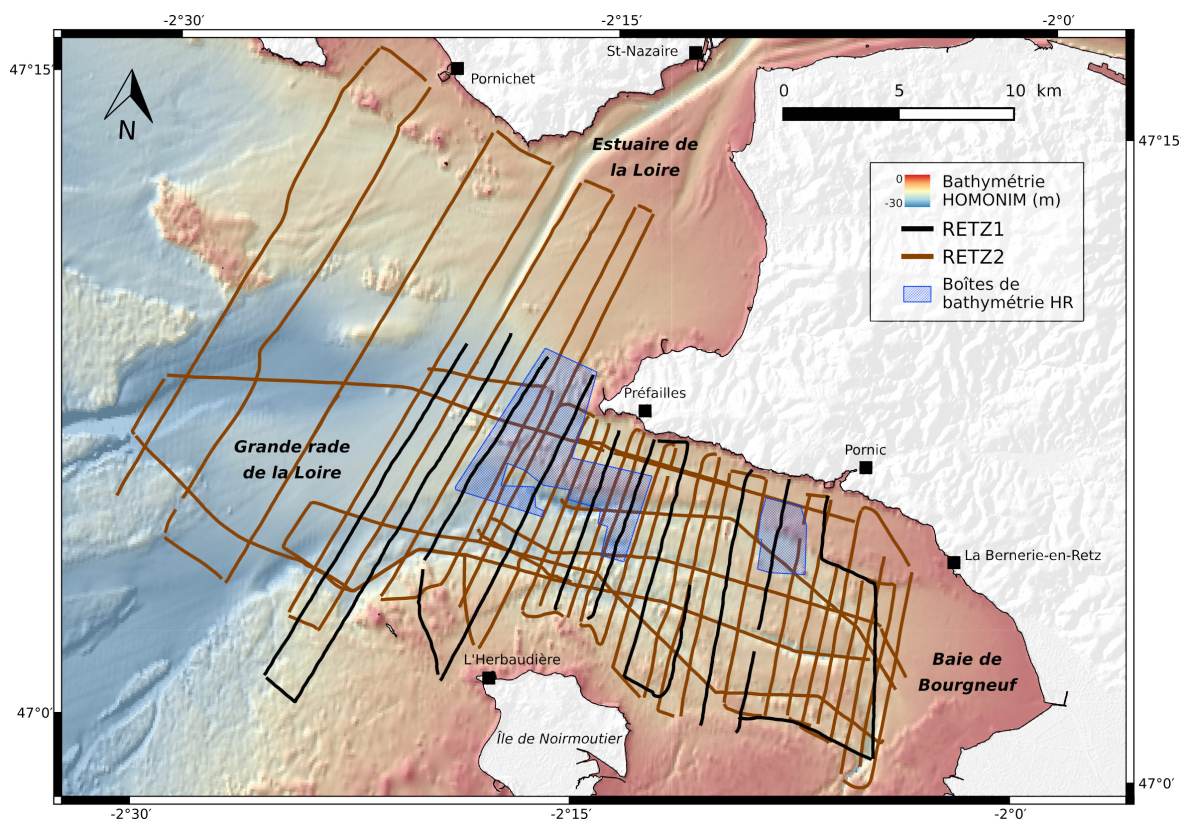 -2°30′
-2°15′
-2°0′
47°15′
47°15′
N
St-Nazaire
Pornichet
0 5 10 km
Estuaire de
la Loire
0
-30
Bathymétrie
HOMONIM (m)
RETZ1
RETZ2
Boîtes de
bathymétrie HR
Préfailles
Grande rade
de la Loire
Pornic
La Bernerie-en-Retz
L'Herbaudière
Baie de
Bourgneuf
Île de Noirmoutier
47°0′
47°0′
-2°30′
-2°15′
-2°0′